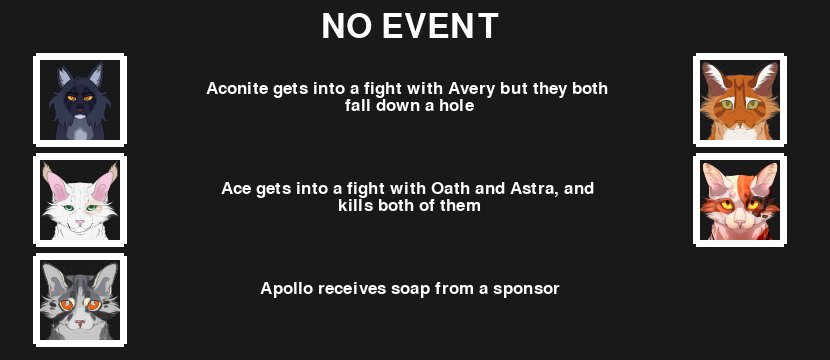 NO EVENT
Aconite gets into a fight with Avery but they both
fall down a hole
Ace gets into a fight with Oath and Astra, and
kills both of them
Apollo receives soap from a sponsor